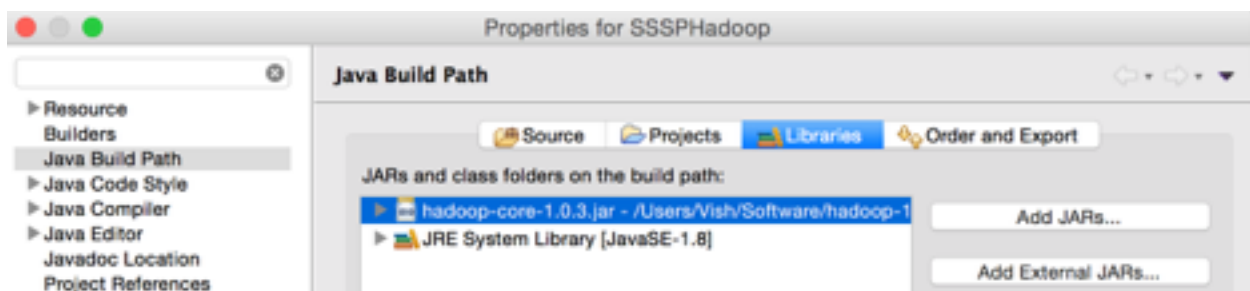 Properties for SSSPHadoop
Java Build Path
Resource
Builders
Java Build Path
Java Code Style
Java Compiler
Java Editor
Javadoc Location
Project References
Source Projects Libraries Order and Export
JARs and class folders on the build path:
hadoop-core-1.0.3.jar - /Users/Vish/Software/hadoop-1
JRE System Library [JavaSE-1.8]
Add JARs...
Add External JARs...